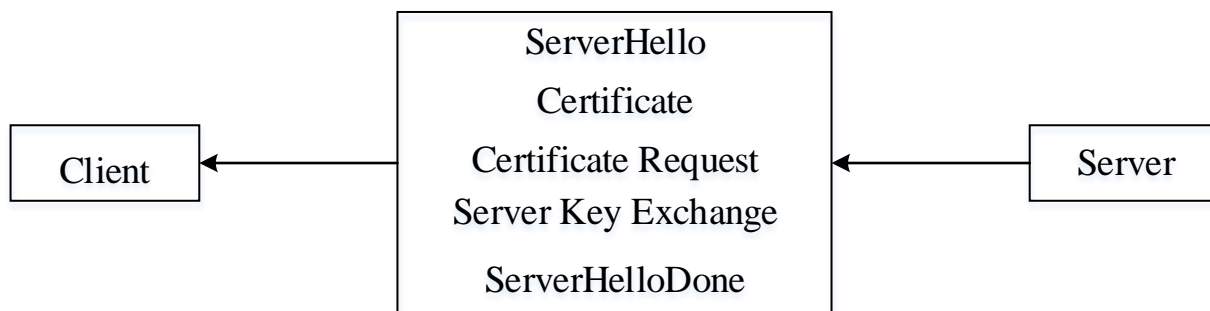 ServerHello
Certificate
Client
Certificate Request
Server
Server Key Exchange
ServerHelloDone